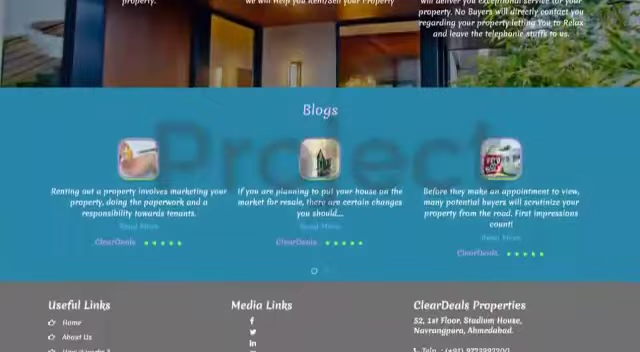 property.
we will Help you Rent/Sell your Property
will deliver you exceptional service for your
property. No Buyers will directly contact you
regarding your property letting You to Relax
and leave the telephonic stuffs to us.
Blogs
Project
Renting out a property involves marketing your
property, doing the paperwork and a
responsibility towards tenants.
Read More
ClearDeals
If you are planning to put your house on the
market for resale, there are certain changes
you should...
Read More
ClearDeals
Before they make an appointment to view,
many potential buyers will scrutinize your
property from the road. First impressions
count!
Read More
ClearDeals
Useful Links
Home
About Us
How it works ?
Media Links
ClearDeals Properties
52, 1st Floor, Stadium House,
Navrangpura, Ahmedabad.